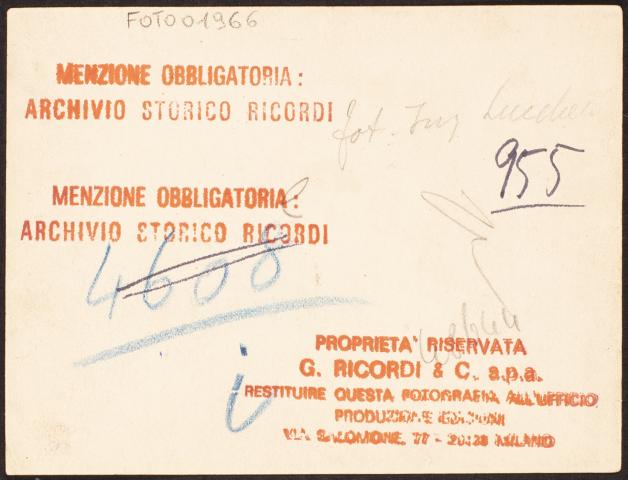 FOTO01966
MENZIONE OBBLIGATORIA:
ARCHIVIO STORICO RICORDI
fot.
955
MENZIONE OBBLIGATORIA:
ARCHIVIO STORICO RICORDI
4608
i
PROPRIETA' RISERVATA
G. RICORDI & C. s.p.a.
RESTITUIRE QUESTA FOTOGRAFIA ALL'UFFICIO
PRODUZIONE EDIZIONI
VIA SALOMONE, 77 - 20138 MILANO